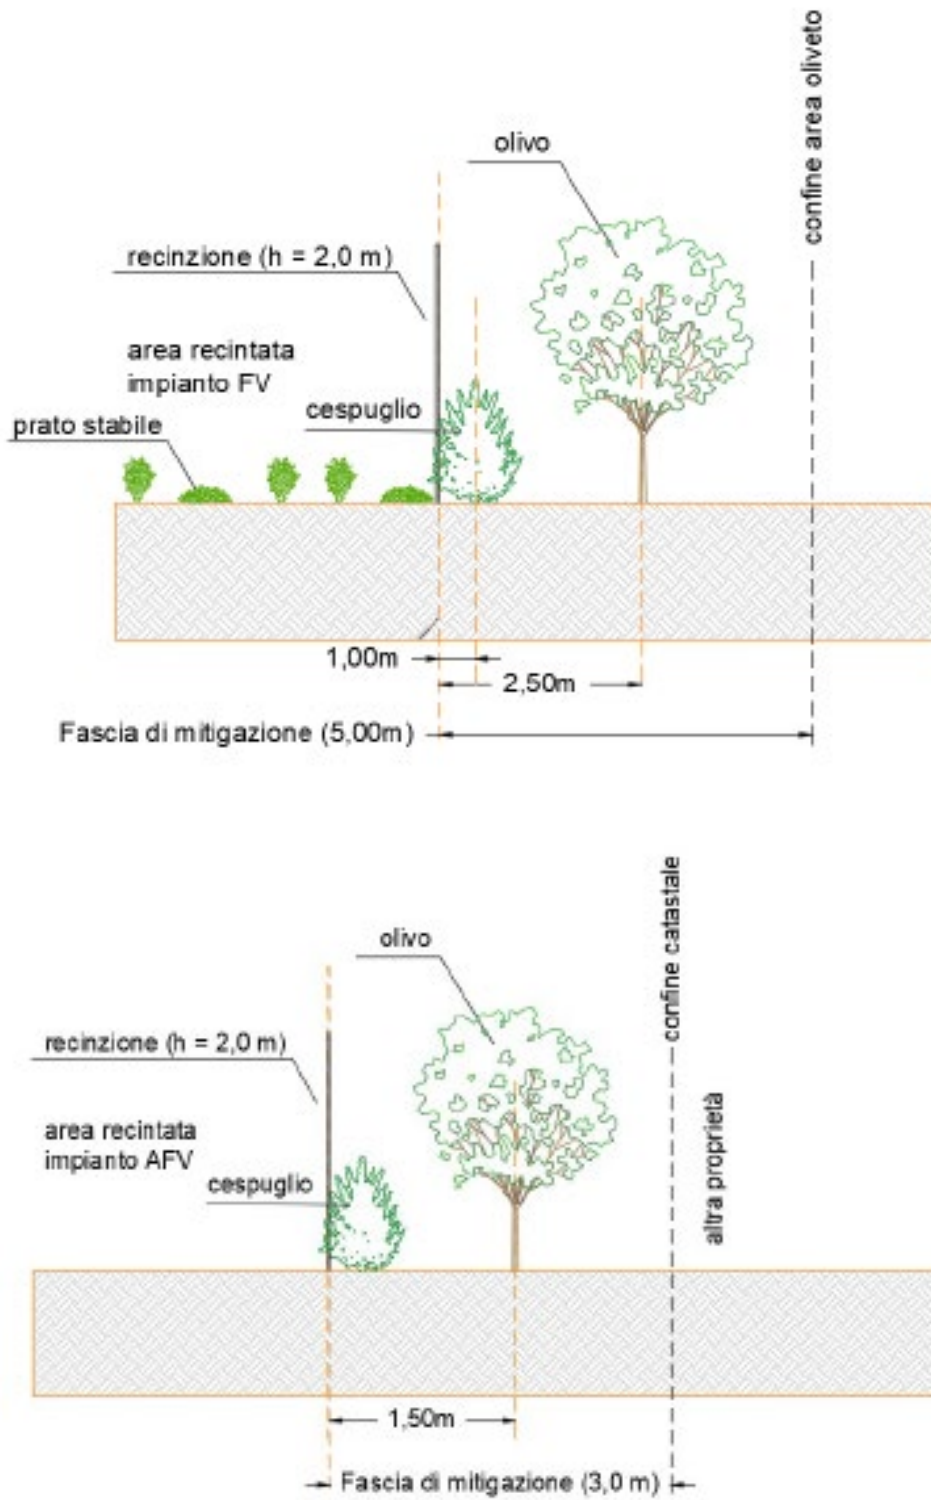 confine area oliveto
olivo
recinzione (h = 2,0 m)
area recintata
impianto FV
cespuglio
prato stabile
1,00m
2,50m
Fascia di mitigazione (5,00m)
confine catastale
olivo
recinzione (h = 2,0 m)
altra proprietà
area recintata
impianto AFV
cespuglio
1,50m
Fascia di mitigazione (3,0 m)